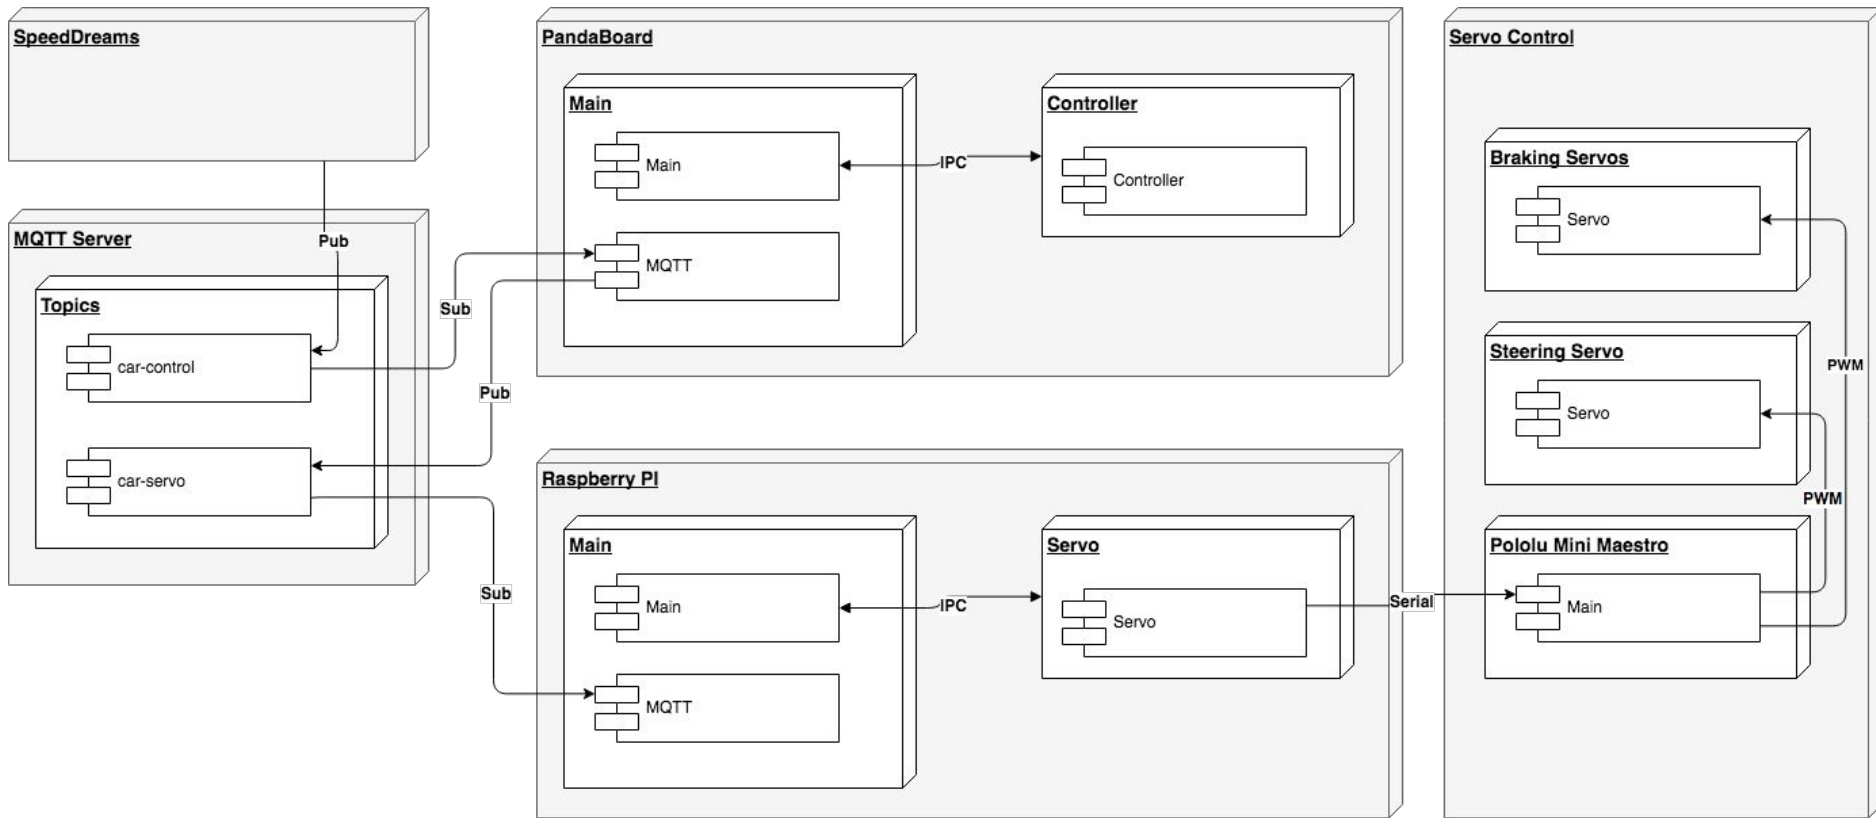 SpeedDreams
Pub
MQTT Server
Topics
car-control
car-servo
Sub
Pub
Sub
PandaBoard
Main
Main
MQTT
IPC
Controller
Controller
Raspberry PI
Main
Main
MQTT
IPC
Servo
Servo
Serial
Servo Control
Braking Servos
Servo
Steering Servo
Servo
PWM
PWM
Pololu Mini Maestro
Main